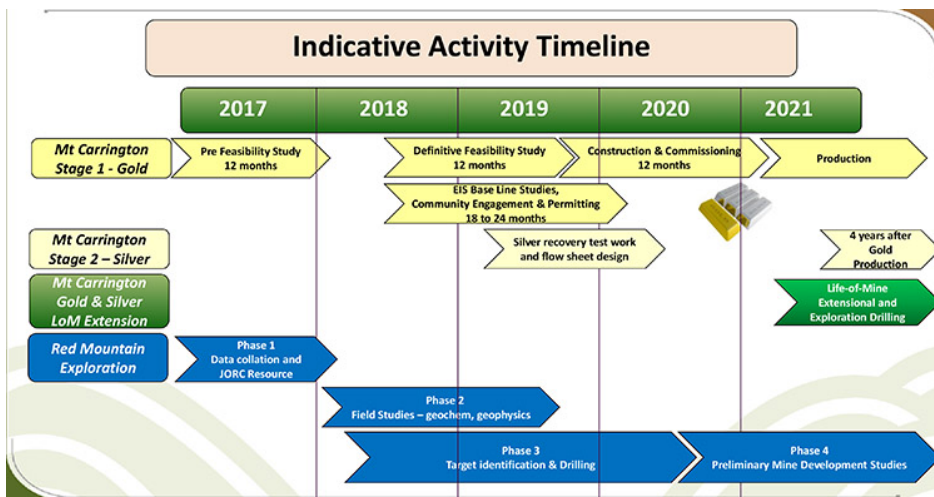 Indicative Activity Timeline
2017
2018
2019
2020
2021
Mt Carrington
Stage 1 - Gold
Pre Feasibility Study
12 months
Definitive Feasibility Study
12 months
Construction & Commissioning
12 months
Production
EIS Base Line Studies,
Community Engagement & Permitting
18 to 24 months
Mt Carrington
Stage 2 – Silver
Silver recovery test work
and flow sheet design
4 years after
Gold
Production
Mt Carrington
Gold & Silver
LoM Extension
Life-of-Mine
Extensional and
Exploration Drilling
Red Mountain
Exploration
Phase 1
Data collation and
JORC Resource
Phase 2
Field Studies – geochem, geophysics
Phase 3
Target identification & Drilling
Phase 4
Preliminary Mine Development Studies